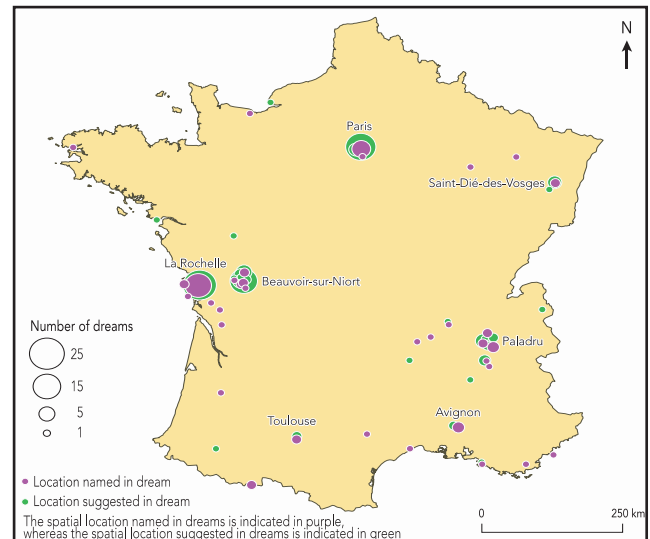 N
Paris
Saint-Dié-des-Vosges
La Rochelle
Beauvoir-sur-Niort
Number of dreams
25
15
5
1
Paladru
Avignon
Toulouse
Location named in dream
Location suggested in dream
The spatial location named in dreams is indicated in purple,
whereas the spatial location suggested in dreams is indicated in green
0 250 km